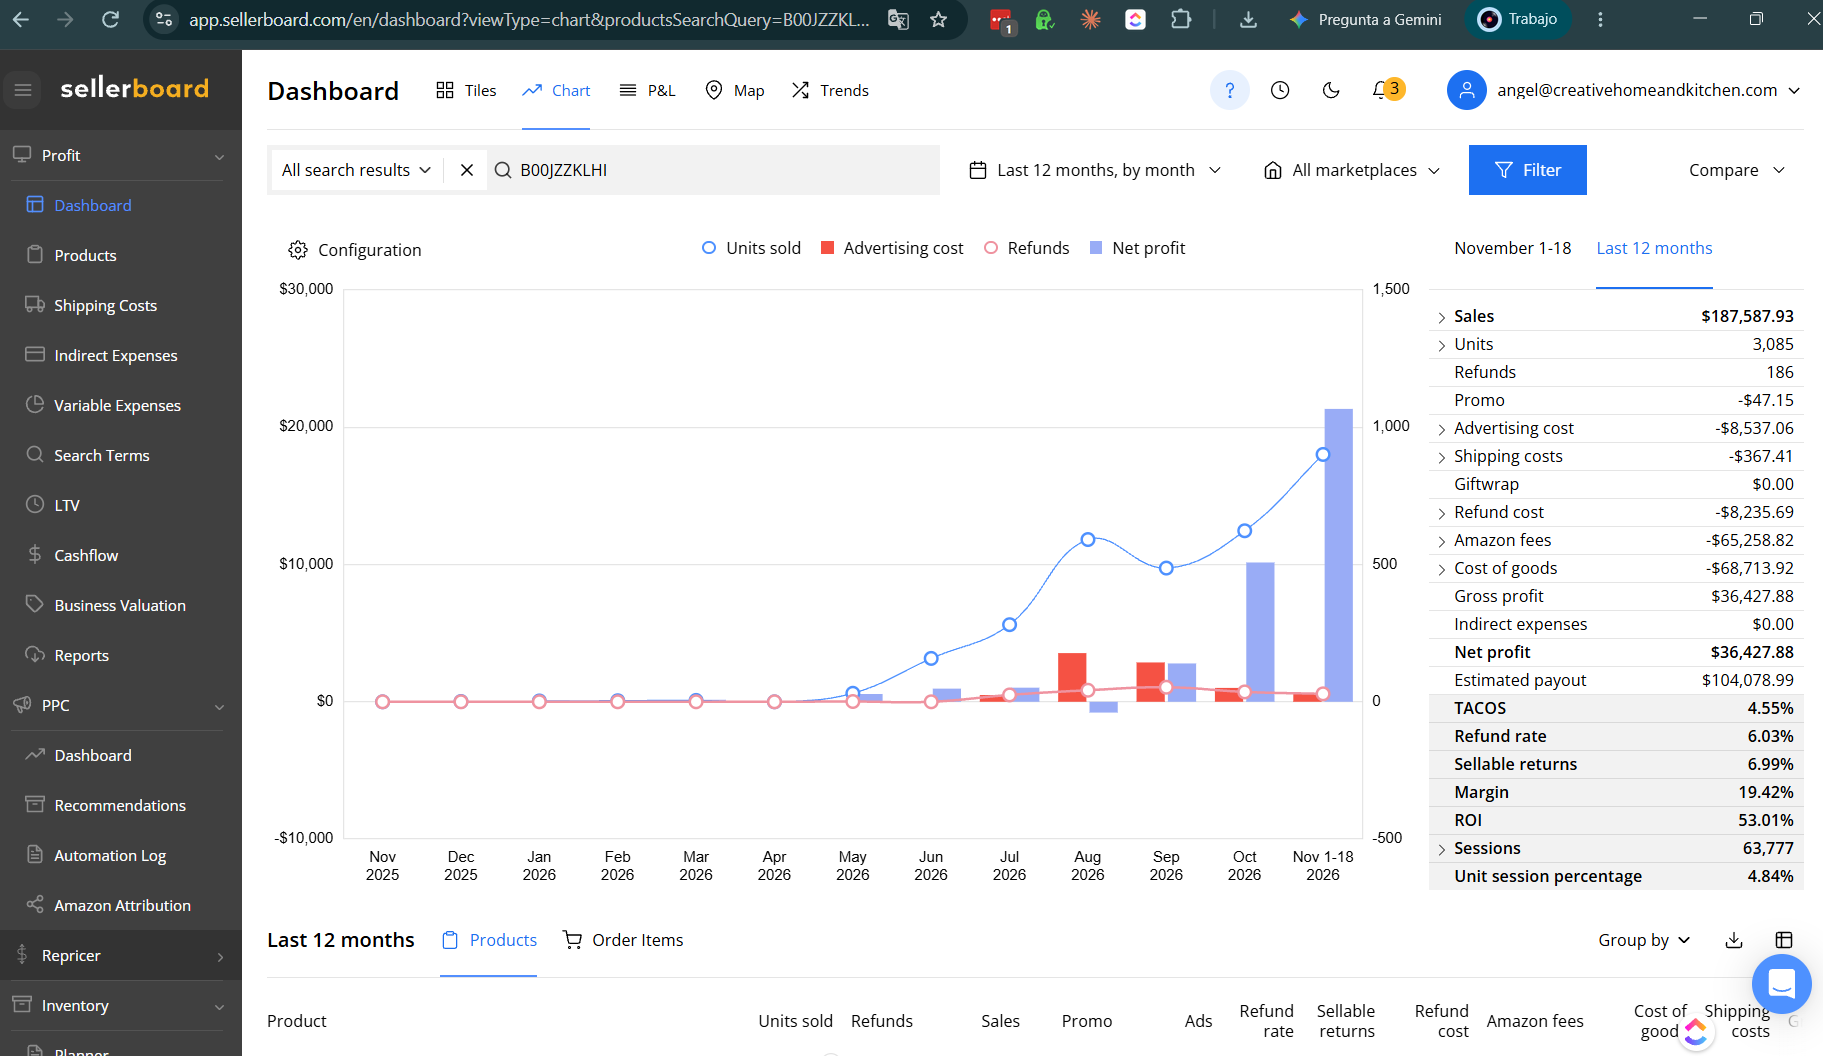 app.sellerboard.com/en/dashboard?viewType=chart&productsSearchQuery=B00JZZKL...
1
Pregunta a Gemini
Trabajo
sellerboard
Dashboard
Tiles
Chart
P&L
Map
Trends
?
3
angel@creativehomeandkitchen.com
Profit
Dashboard
Products
Shipping Costs
Indirect Expenses
Variable Expenses
Search Terms
LTV
Cashflow
Business Valuation
Reports
PPC
Dashboard
Recommendations
Automation Log
Amazon Attribution
Repricer
Inventory
Planner
All search results
B00JZZKLHI
Last 12 months, by month
All marketplaces
Filter
Compare
Configuration
Units sold
Advertising cost
Refunds
Net profit
$30,000
$20,000
$10,000
$0
-$10,000
1,500
1,000
500
0
-500
Nov 2025
Dec 2025
Jan 2026
Feb 2026
Mar 2026
Apr 2026
May 2026
Jun 2026
Jul 2026
Aug 2026
Sep 2026
Oct 2026
Nov 1-18 2026
November 1-18
Last 12 months
Sales $187,587.93
Units 3,085
Refunds 186
Promo -$47.15
Advertising cost -$8,537.06
Shipping costs -$367.41
Giftwrap $0.00
Refund cost -$8,235.69
Amazon fees -$65,258.82
Cost of goods -$68,713.92
Gross profit $36,427.88
Indirect expenses $0.00
Net profit $36,427.88
Estimated payout $104,078.99
TACOS 4.55%
Refund rate 6.03%
Sellable returns 6.99%
Margin 19.42%
ROI 53.01%
Sessions 63,777
Unit session percentage 4.84%
Last 12 months
Products
Order Items
Group by
Product
Units sold
Refunds
Sales
Promo
Ads
Refund rate
Sellable returns
Refund cost
Amazon fees
Cost of good
Shipping costs
G